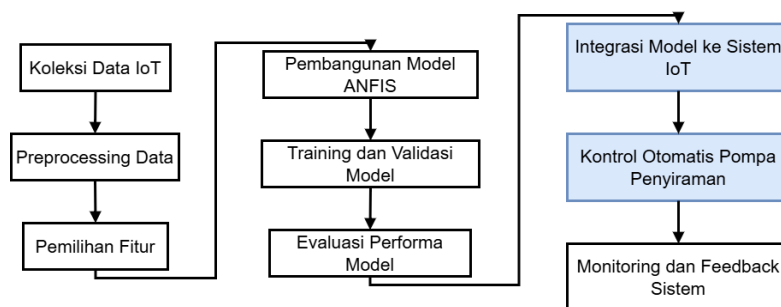 Koleksi Data IoT
Preprocessing Data
Pemilihan Fitur
Pembangunan Model
ANFIS
Training dan Validasi
Model
Evaluasi Performa
Model
Integrasi Model ke Sistem
IoT
Kontrol Otomatis Pompa
Penyiraman
Monitoring dan Feedback
Sistem